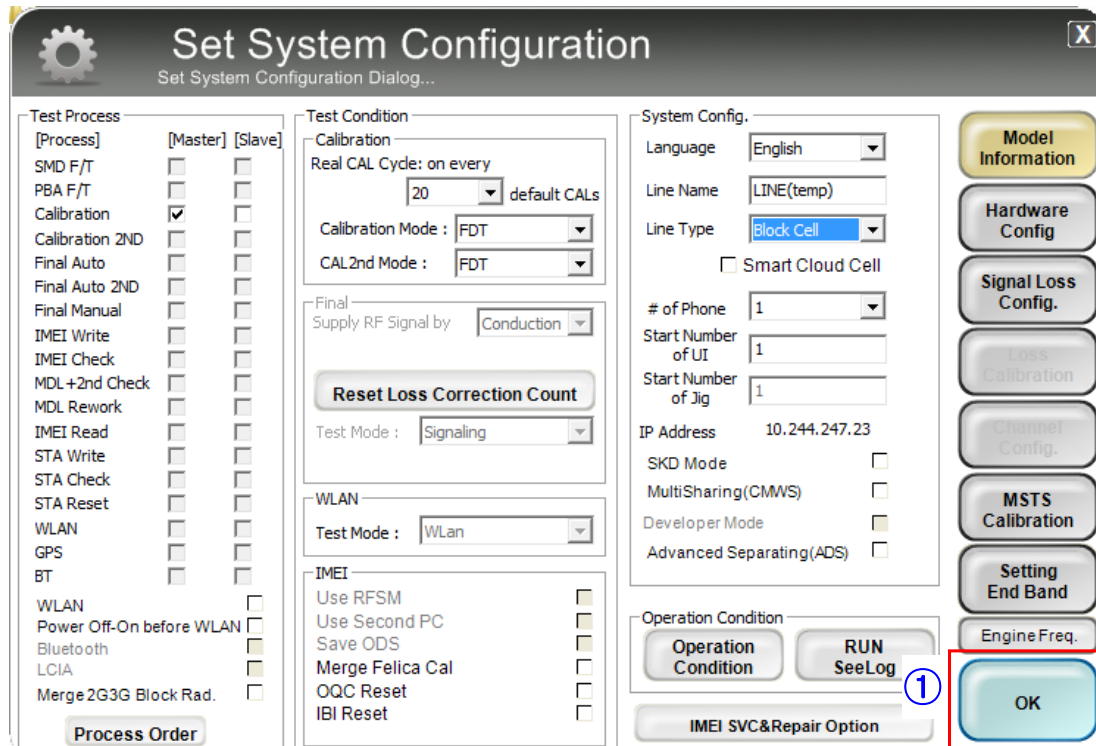 Set System Configuration
Set System Configuration Dialog...
X
Test Process
[Process] [Master] [Slave]
SMD F/T
PBA F/T
Calibration
Calibration 2ND
Final Auto
Final Auto 2ND
Final Manual
IMEI Write
IMEI Check
MDL+2nd Check
MDL Rework
IMEI Read
STA Write
STA Check
STA Reset
WLAN
GPS
BT
WLAN
Power Off-On before WLAN
Bluetooth
LCIA
Merge 2G3G Block Rad.
Process Order
Test Condition
Calibration
Real CAL Cycle: on every
20 default CALs
Calibration Mode : FDT
CAL2nd Mode : FDT
Final
Supply RF Signal by Conduction
Reset Loss Correction Count
Test Mode : Signaling
WLAN
Test Mode : WLan
IMEI
Use RFSM
Use Second PC
Save ODS
Merge Felica Cal
OQC Reset
IBI Reset
System Config.
Language English
Line Name LINE(temp)
Line Type Block Cell
Smart Cloud Cell
# of Phone 1
Start Number
of UI 1
Start Number
of Jig 1
IP Address 10.244.247.23
SKD Mode
MultiSharing(CMWS)
Developer Mode
Advanced Separating(ADS)
Operation Condition
Operation
Condition
RUN
SeeLog
IMEI SVC&Repair Option
Model
Information
Hardware
Config
Signal Loss
Config.
Loss
Calibration
Channel
Config.
MSTS
Calibration
Setting
End Band
Engine Freq.
①
OK